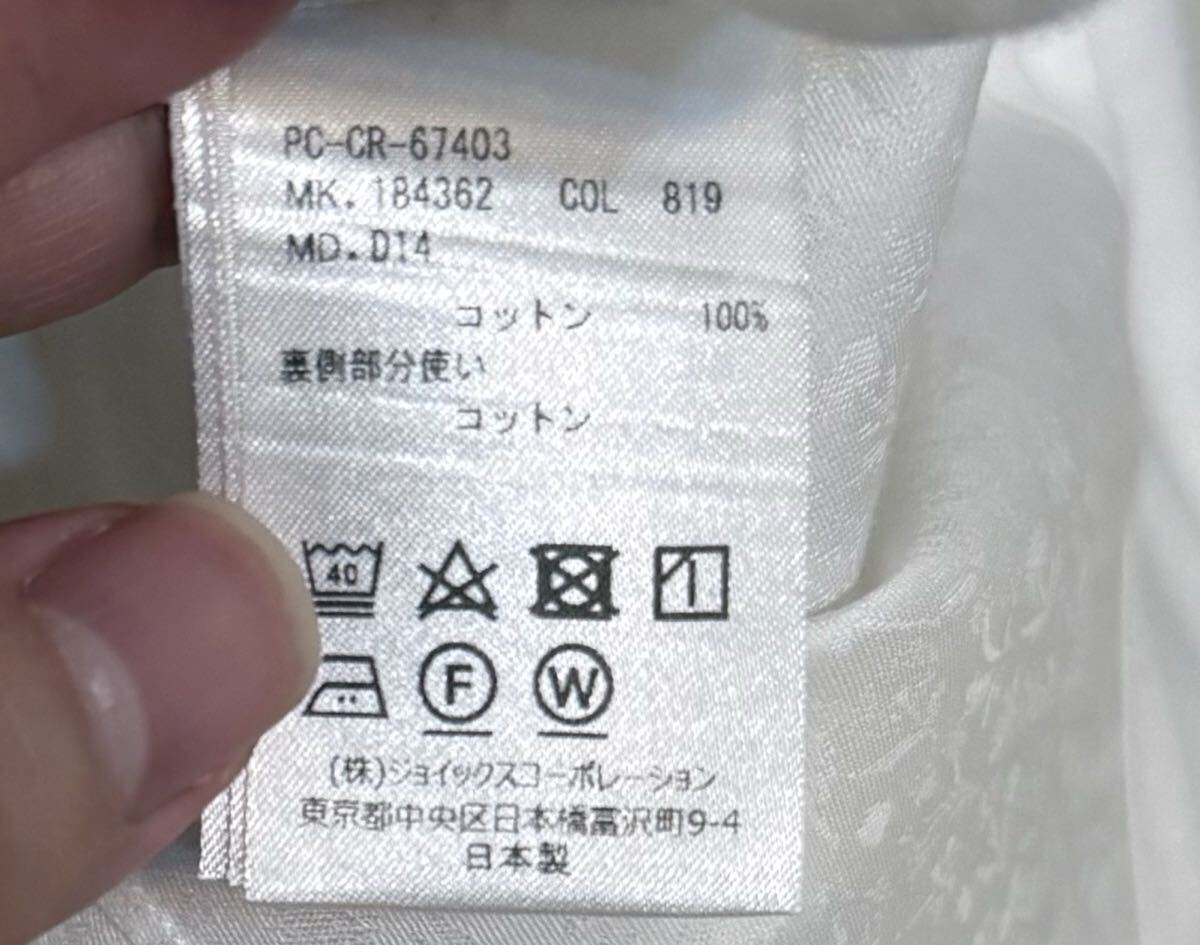 PC-CR-67403
MK. 184362 COL 819
MD. D14
コットン 100%
裏側部分使い
コットン
40
F W
(株)ジョイックスコーポレーション
東京都中央区日本橋富沢町9-4
日本製